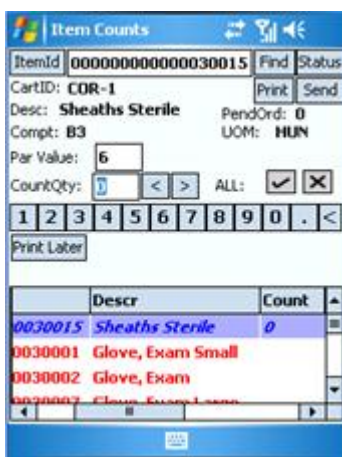 Item Counts
ItemId 000000000000030015 Find Status
CartID: COR-1 Print Send
Desc: Sheaths Sterile PendOrd: 0
Compt: B3 UOM: HUN
Par Value: 6
CountQty: 0 < > ALL:
1 2 3 4 5 6 7 8 9 0 . <
Print Later
Descr Count
0030015 Sheaths Sterile 0
0030001 Glove, Exam Small
0030002 Glove, Exam